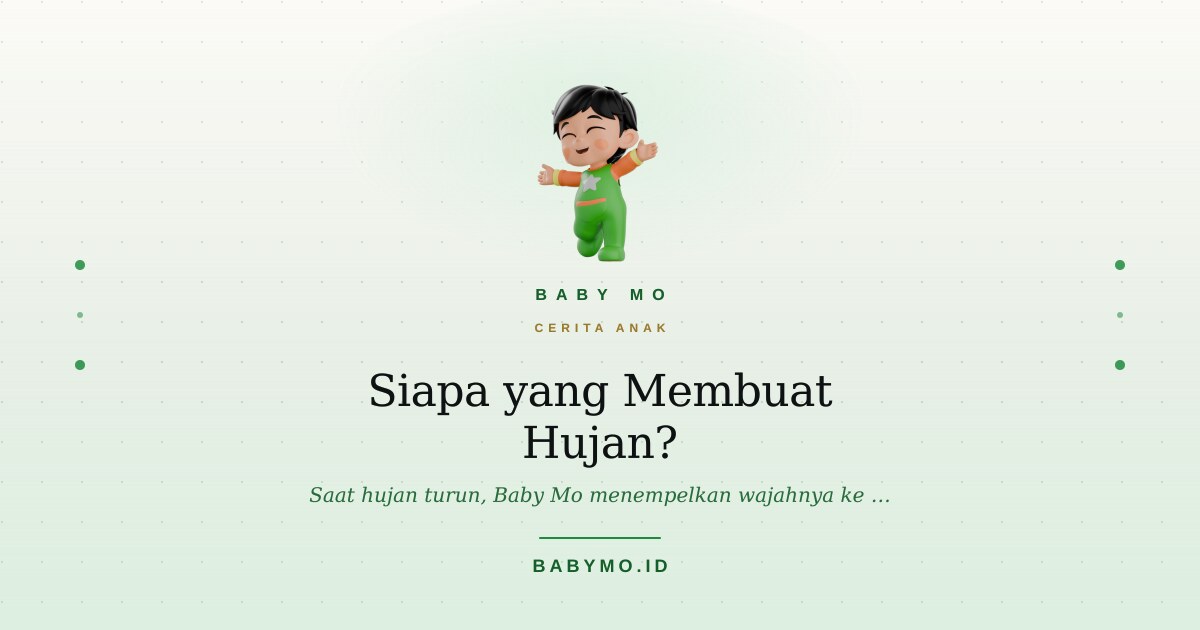 BABY MO
CERITA ANAK
Siapa yang Membuat
Hujan?
Saat hujan turun, Baby Mo menempelkan wajahnya ke ...
BABYMO.ID